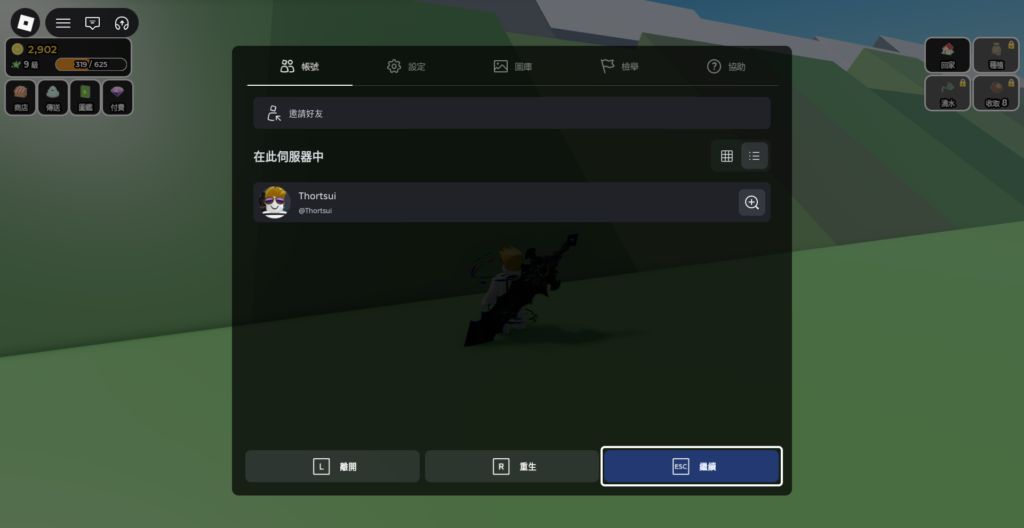 2,902
9 級
319 / 625
商店
傳送
圖鑑
付費
回家
種植
澆水
收取 8
帳號
設定
圖庫
檢舉
協助
邀請好友
在此伺服器中
Thortsui
@Thortsui
L 離開
R 重生
ESC 繼續